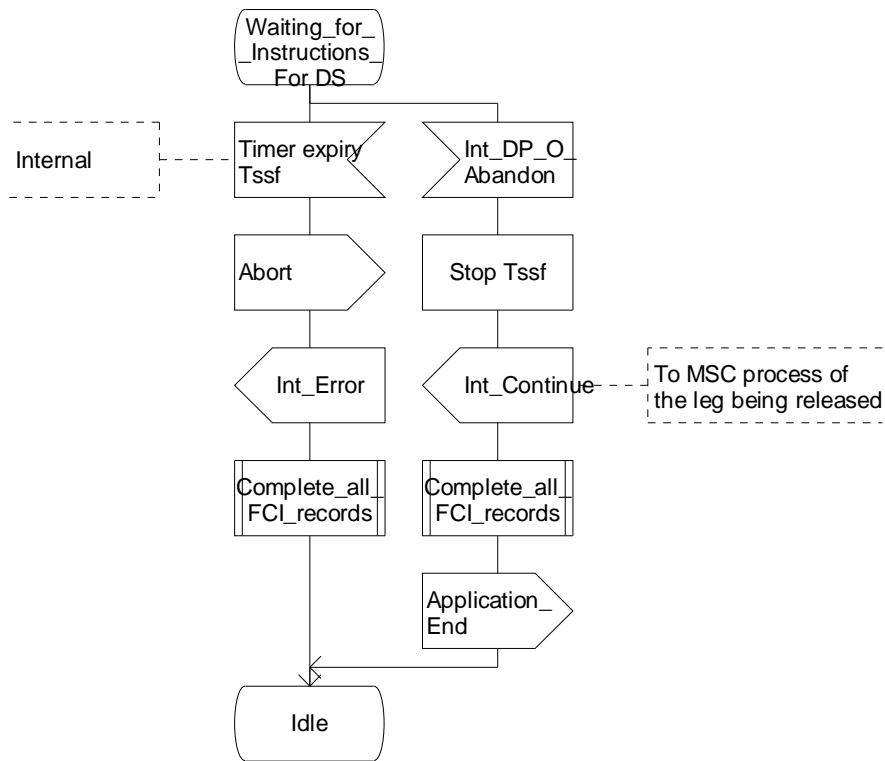 Waiting_for_
_Instructions_
For DS
Internal
Timer expiry
Tssf
Int_DP_O_
Abandon
Abort
Stop Tssf
Int_Error
Int_Continue
To MSC process of
the leg being released
Complete_all_
FCI_records
Complete_all_
FCI_records
Application_
End
Idle